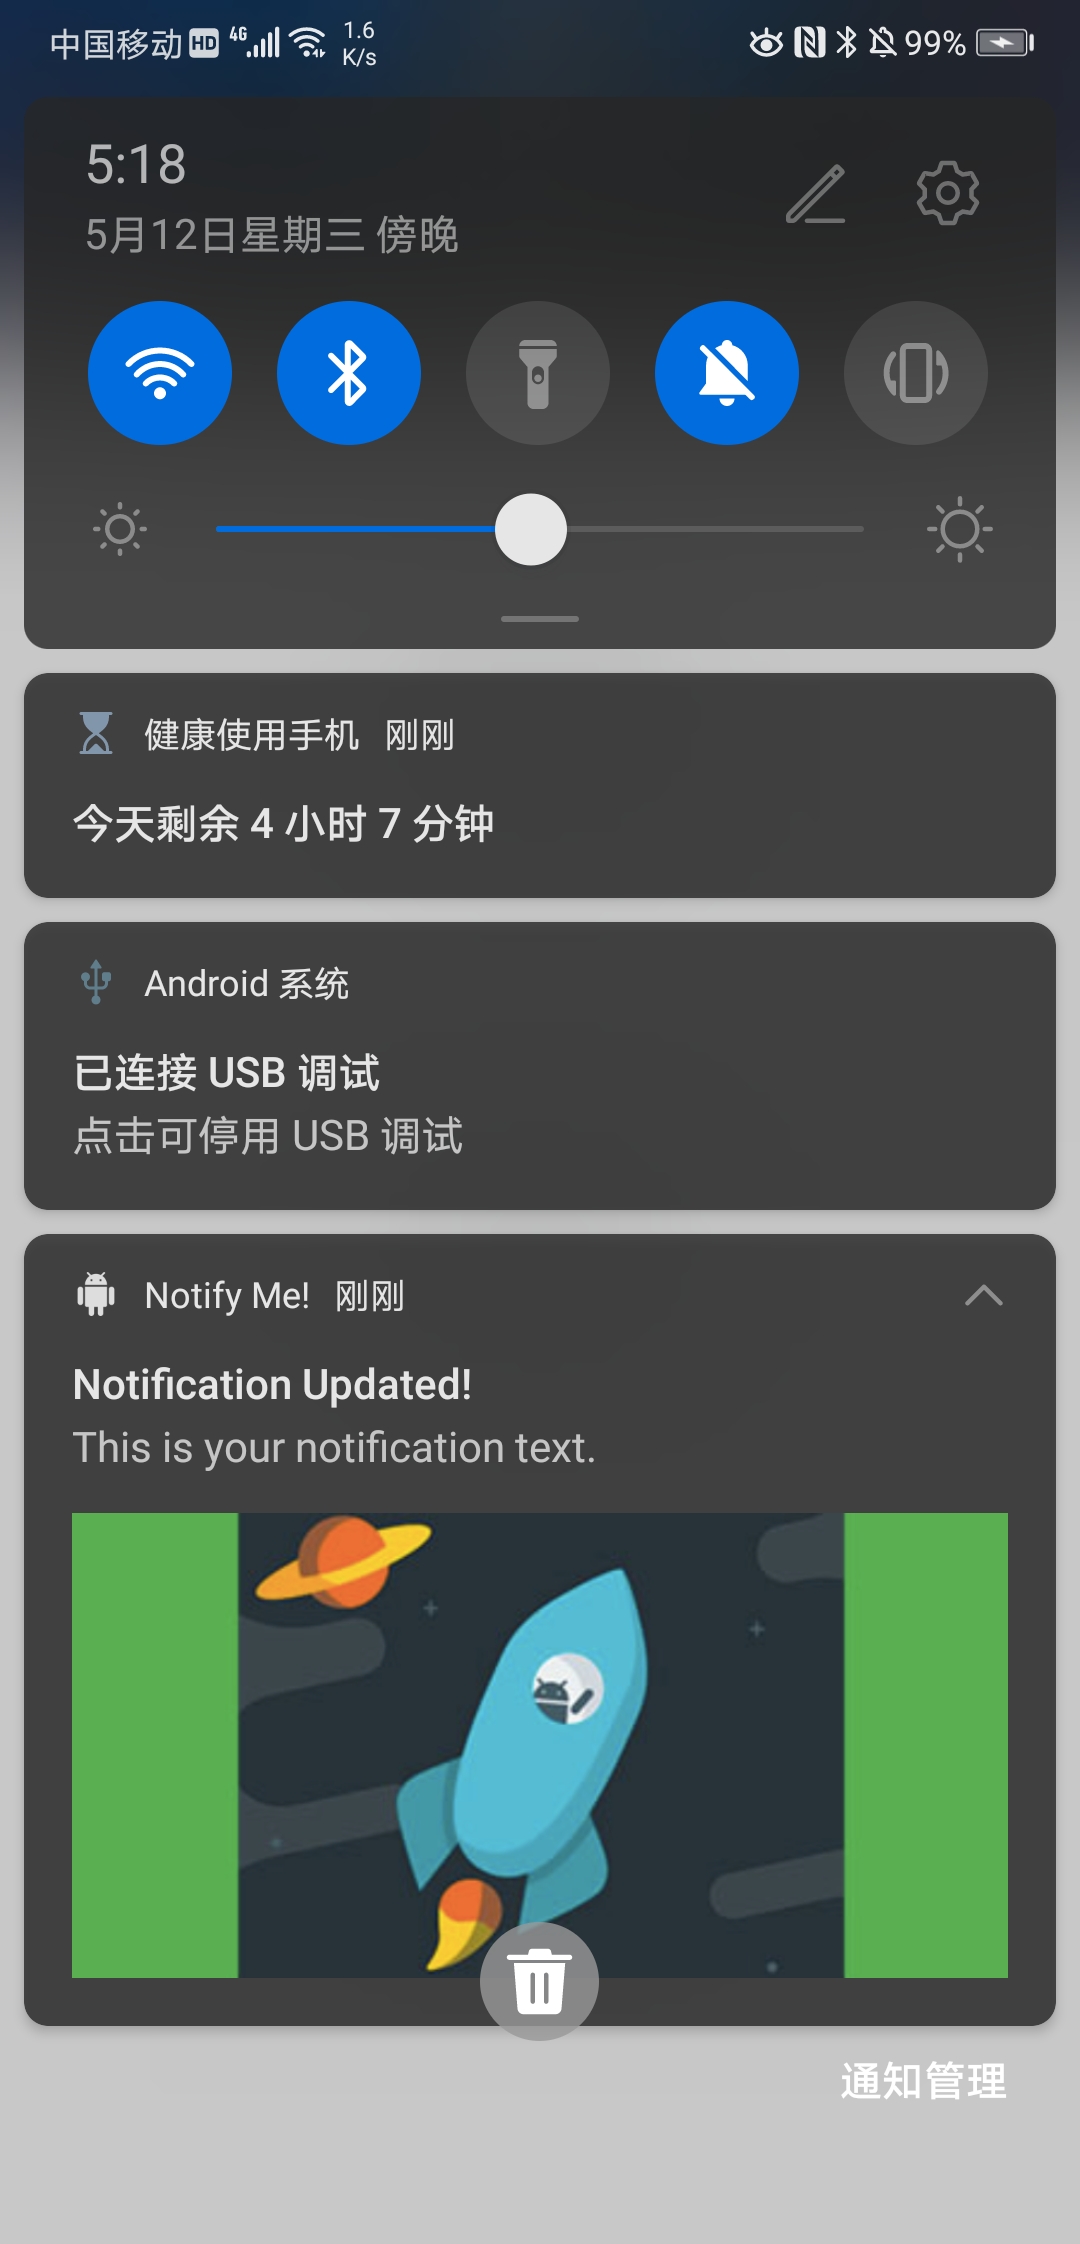 中国移动 HD 4G 1.6 K/s 99%
5:18
5月12日星期三 傍晚
健康使用手机 刚刚
今天剩余 4 小时 7 分钟
Android 系统
已连接 USB 调试
点击可停用 USB 调试
Notify Me! 刚刚
Notification Updated!
This is your notification text.
通知管理